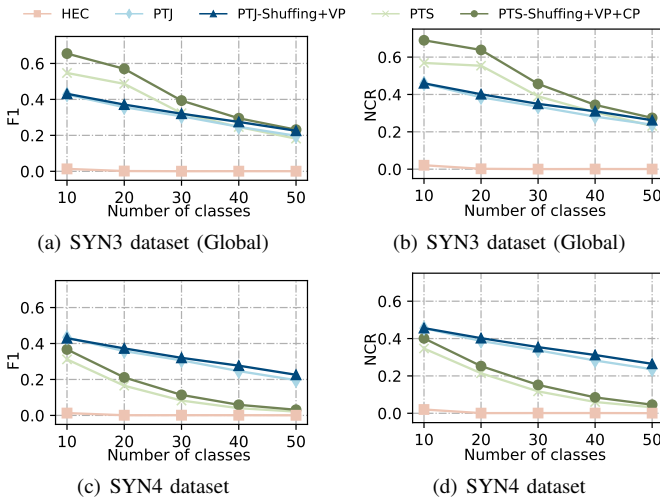 HEC PTJ PTJ-Shuffing+VP PTS PTS-Shuffing+VP+CP
F1
0.6
0.4
0.2
0.0
10 20 30 40 50
Number of classes
(a) SYN3 dataset (Global)
NCR
0.6
0.4
0.2
0.0
10 20 30 40 50
Number of classes
(b) SYN3 dataset (Global)
F1
0.6
0.4
0.2
0.0
10 20 30 40 50
Number of classes
(c) SYN4 dataset
NCR
0.6
0.4
0.2
0.0
10 20 30 40 50
Number of classes
(d) SYN4 dataset